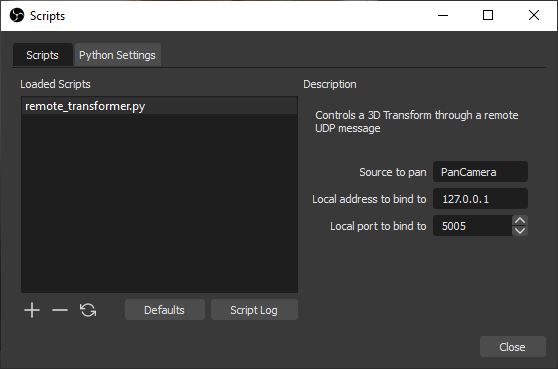 Scripts
Scripts
Python Settings
Loaded Scripts
remote_transformer.py
Defaults
Script Log
Description
Controls a 3D Transform through a remote
UDP message
Source to pan PanCamera
Local address to bind to 127.0.0.1
Local port to bind to 5005
Close